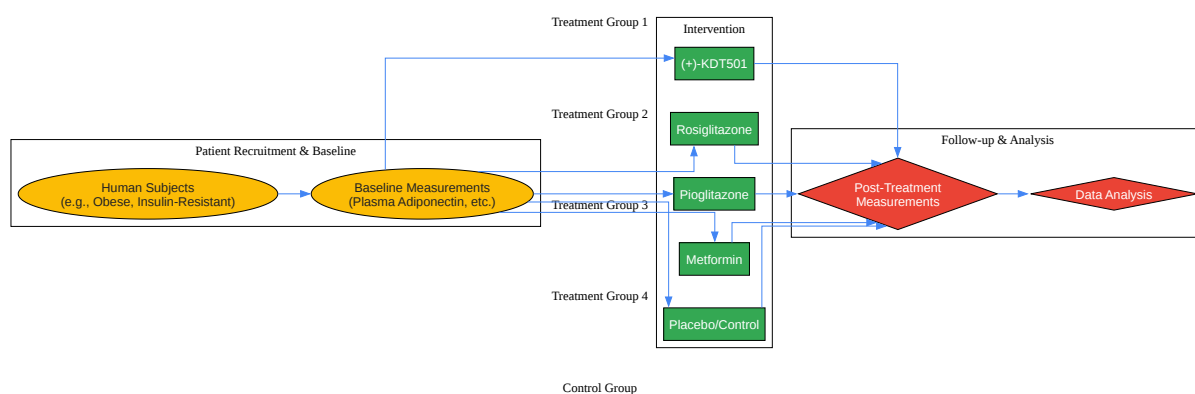 Treatment Group 1
Intervention
(+)-KDT501
Treatment Group 2
Rosiglitazone
Patient Recruitment & Baseline
Follow-up & Analysis
Human Subjects
(e.g., Obese, Insulin-Resistant)
Baseline Measurements
(Plasma Adiponectin, etc.)
Pioglitazone
Post-Treatment
Measurements
Data Analysis
Treatment Group 3
Metformin
Treatment Group 4
Placebo/Control
Control Group